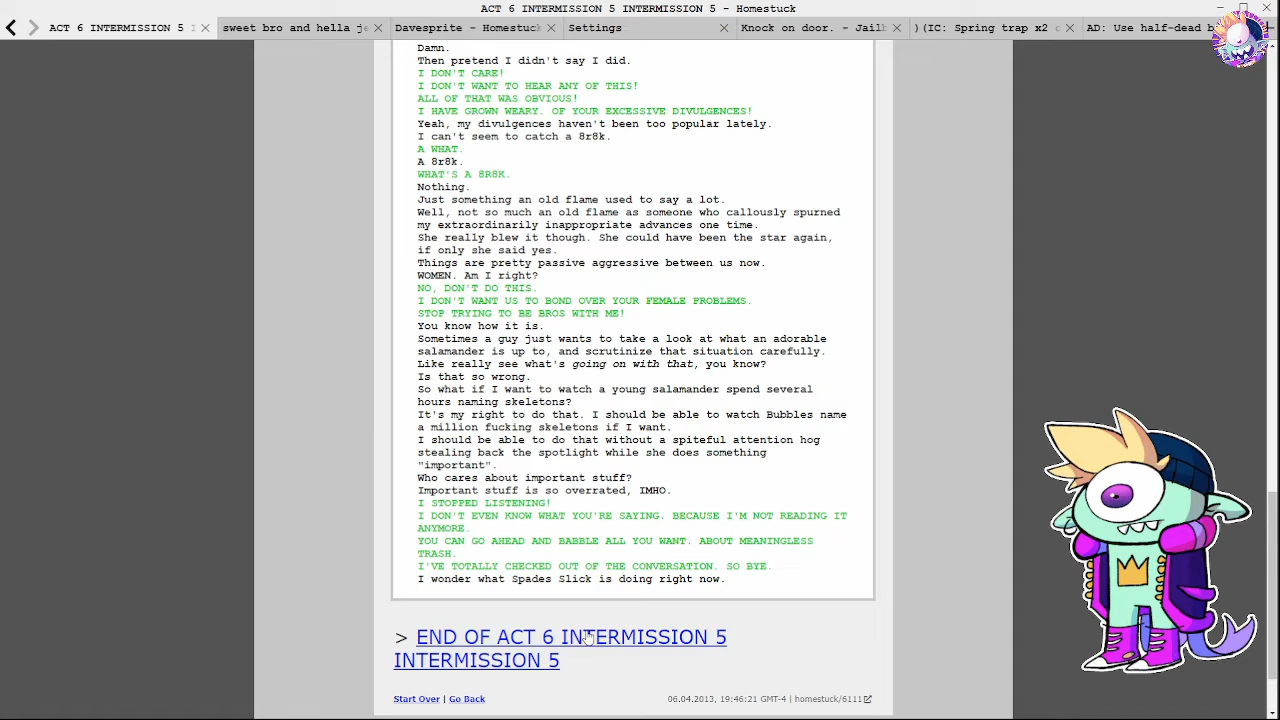 ACT 6 INTERMISSION 5 INTERMISSION 5 - Homestuck
ACT 6 INTERMISSION 5 I
sweet bro and hella je
Davesprite - Homestuck
Settings
Knock on door. - Jailb
)(IC: Spring trap x2 c
AD: Use half-dead b
Damn.
Then pretend I didn't say I did.
I DON'T CARE!
I DON'T WANT TO HEAR ANY OF THIS!
ALL OF THAT WAS OBVIOUS!
I HAVE GROWN WEARY. OF YOUR EXCESSIVE DIVULGENCES!
Yeah, my divulgences haven't been too popular lately.
I can't seem to catch a 8r8k.
A WHAT.
A 8r8k.
WHAT'S A 8R8K.
Nothing.
Just something an old flame used to say a lot.
Well, not so much an old flame as someone who callously spurned
my extraordinarily inappropriate advances one time.
She really blew it though. She could have been the star again,
if only she said yes.
Things are pretty passive aggressive between us now.
WOMEN. Am I right?
NO, DON'T DO THIS.
I DON'T WANT US TO BOND OVER YOUR FEMALE PROBLEMS.
STOP TRYING TO BE BROS WITH ME!
You know how it is.
Sometimes a guy just wants to take a look at what an adorable
salamander is up to, and scrutinize that situation carefully.
Like really see what's going on with that, you know?
Is that so wrong.
So what if I want to watch a young salamander spend several
hours naming skeletons?
It's my right to do that. I should be able to watch Bubbles name
a million fucking skeletons if I want.
I should be able to do that without a spiteful attention hog
stealing back the spotlight while she does something
"important".
Who cares about important stuff?
Important stuff is so overrated, IMHO.
I STOPPED LISTENING!
I DON'T EVEN KNOW WHAT YOU'RE SAYING. BECAUSE I'M NOT READING IT
ANYMORE.
YOU CAN GO AHEAD AND BABBLE ALL YOU WANT. ABOUT MEANINGLESS
TRASH.
I'VE TOTALLY CHECKED OUT OF THE CONVERSATION. SO BYE.
I wonder what Spades Slick is doing right now.
> END OF ACT 6 INTERMISSION 5
INTERMISSION 5
Start Over | Go Back
06.04.2013, 19:46:21 GMT-4 | homestuck/6111